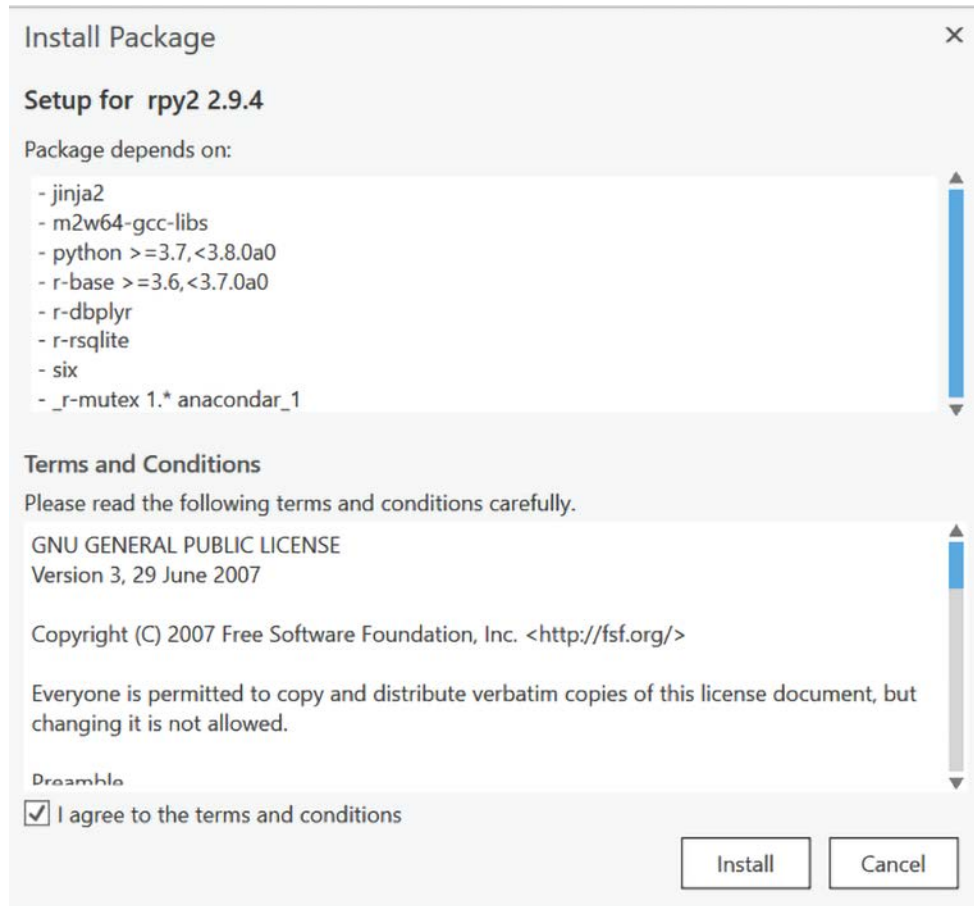 Install Package
Setup for rpy2 2.9.4
Package depends on:
- jinja2
- m2w64-gcc-libs
- python >=3.7,<3.8.0a0
- r-base >=3.6,<3.7.0a0
- r-dbplyr
- r-rsqlite
- six
- _r-mutex 1.* anacondar_1
Terms and Conditions
Please read the following terms and conditions carefully.
GNU GENERAL PUBLIC LICENSE
Version 3, 29 June 2007
Copyright (C) 2007 Free Software Foundation, Inc. <http://fsf.org/>
Everyone is permitted to copy and distribute verbatim copies of this license document, but
changing it is not allowed.
Preamble
I agree to the terms and conditions
Install
Cancel